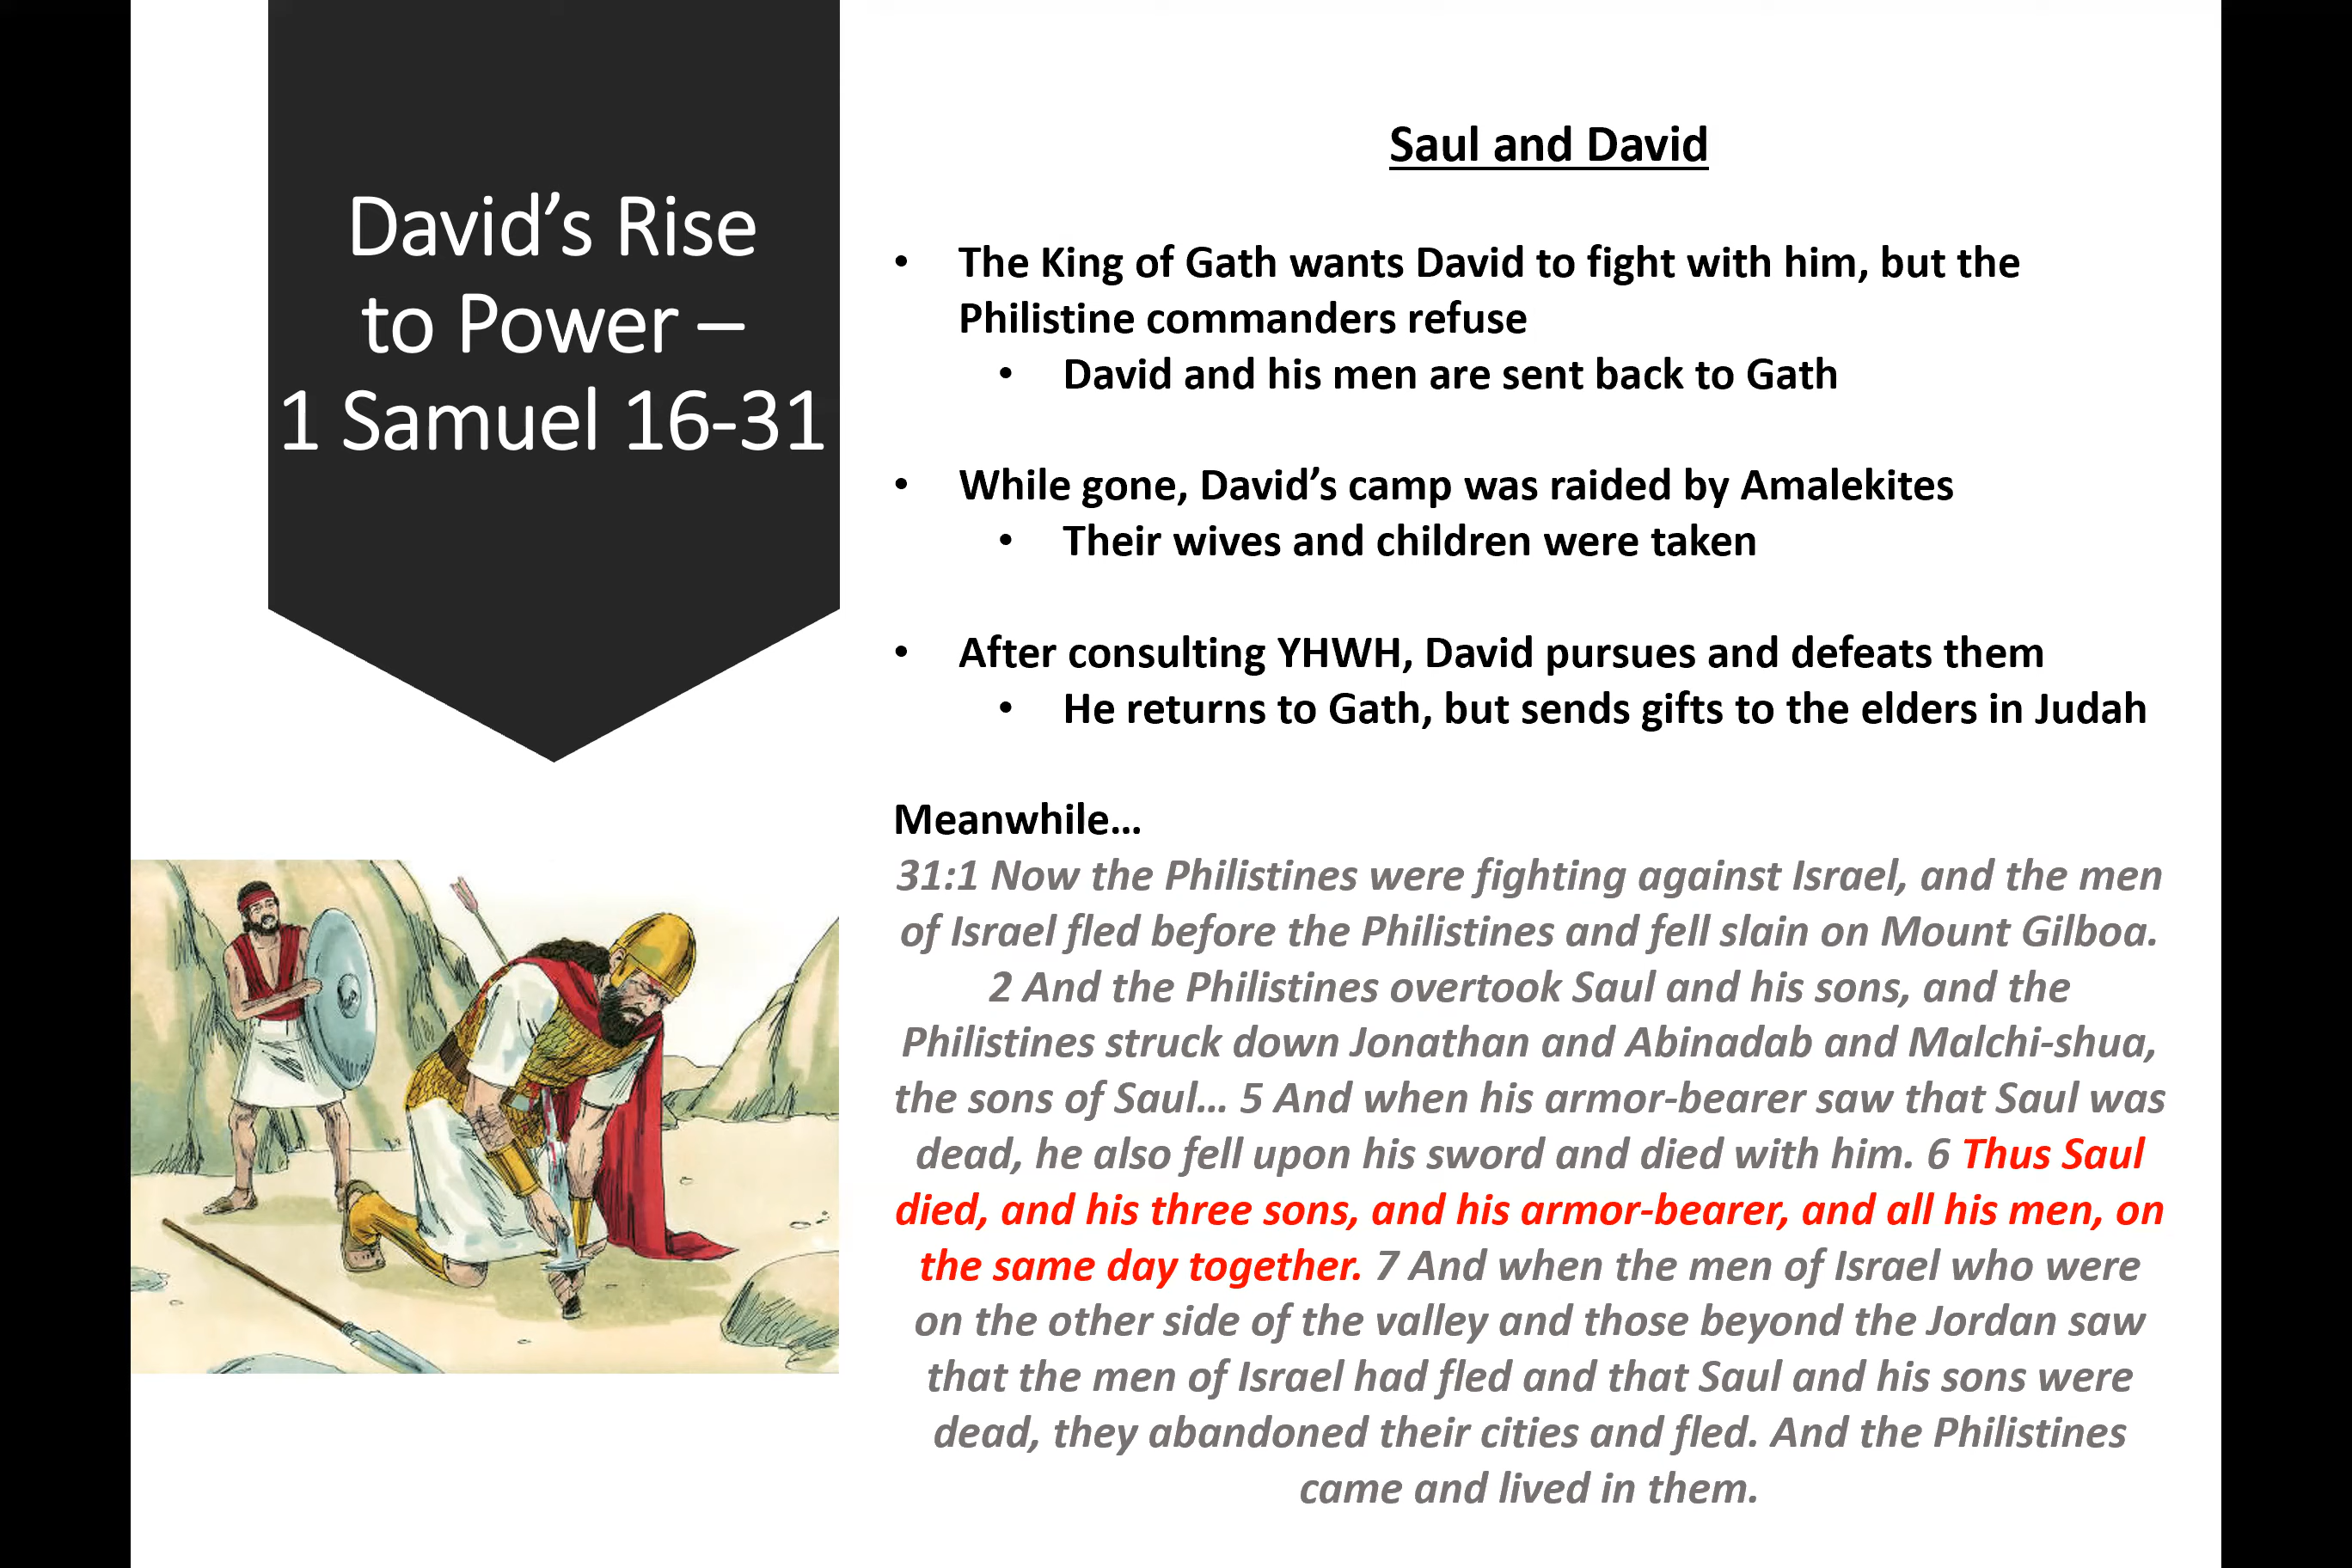 David’s Rise
to Power –
1 Samuel 16-31
Saul and David
• The King of Gath wants David to fight with him, but the
Philistine commanders refuse
• David and his men are sent back to Gath
• While gone, David’s camp was raided by Amalekites
• Their wives and children were taken
• After consulting YHWH, David pursues and defeats them
• He returns to Gath, but sends gifts to the elders in Judah
Meanwhile…
31:1 Now the Philistines were fighting against Israel, and the men
of Israel fled before the Philistines and fell slain on Mount Gilboa.
2 And the Philistines overtook Saul and his sons, and the
Philistines struck down Jonathan and Abinadab and Malchi-shua,
the sons of Saul… 5 And when his armor-bearer saw that Saul was
dead, he also fell upon his sword and died with him. 6 Thus Saul
died, and his three sons, and his armor-bearer, and all his men, on
the same day together. 7 And when the men of Israel who were
on the other side of the valley and those beyond the Jordan saw
that the men of Israel had fled and that Saul and his sons were
dead, they abandoned their cities and fled. And the Philistines
came and lived in them.